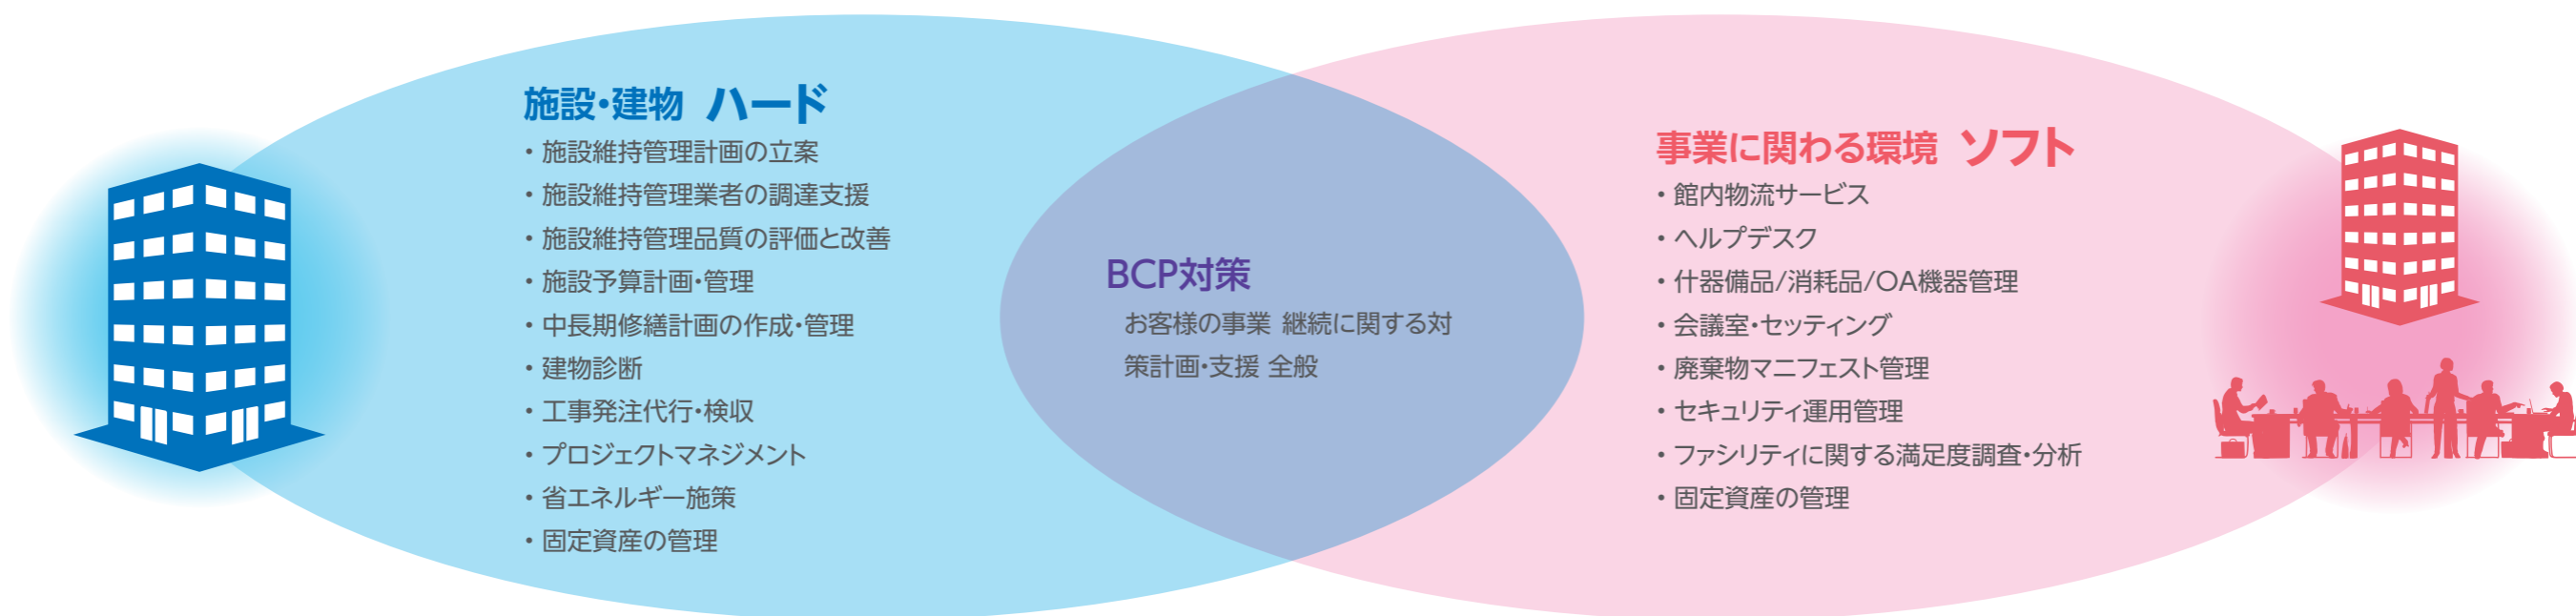 施設・建物 ハード
・施設維持管理計画の立案
・施設維持管理業者の調達支援
・施設維持管理品質の評価と改善
・施設予算計画・管理
・中長期修繕計画の作成・管理
・建物診断
・工事発注代行・検収
・プロジェクトマネジメント
・省エネルギー施策
・固定資産の管理
BCP対策
お客様の事業 継続に関する対
策計画・支援 全般
事業に関わる環境 ソフト
・館内物流サービス
・ヘルプデスク
・什器備品/消耗品/OA機器管理
・会議室・セッティング
・廃棄物マニフェスト管理
・セキュリティ運用管理
・ファシリティに関する満足度調査・分析
・固定資産の管理